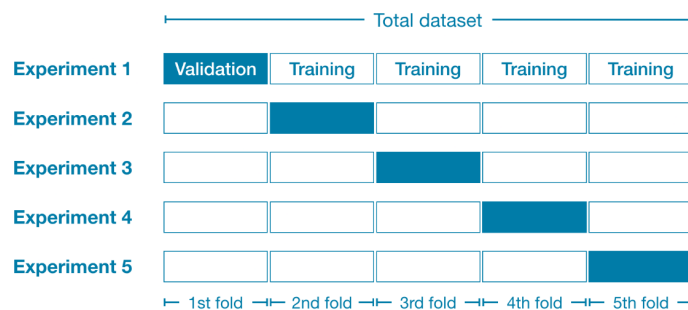 Total dataset
Experiment 1 Validation Training Training Training Training
Experiment 2
Experiment 3
Experiment 4
Experiment 5
1st fold 2nd fold 3rd fold 4th fold 5th fold